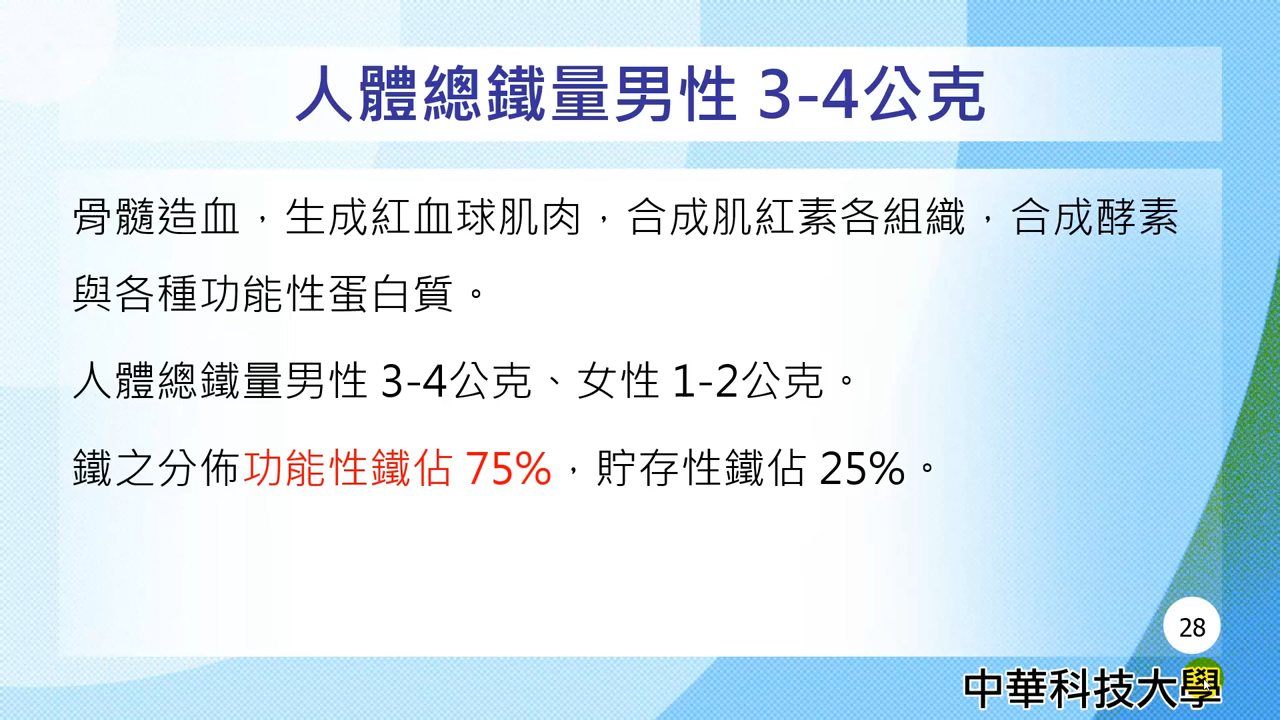 人體總鐵量男性 3-4公克
骨髓造血，生成紅血球肌肉，合成肌紅素各組織，合成酵素
與各種功能性蛋白質。
人體總鐵量男性 3-4公克、女性 1-2公克。
鐵之分佈功能性鐵佔 75%，貯存性鐵佔 25%。
28
中華科技大學